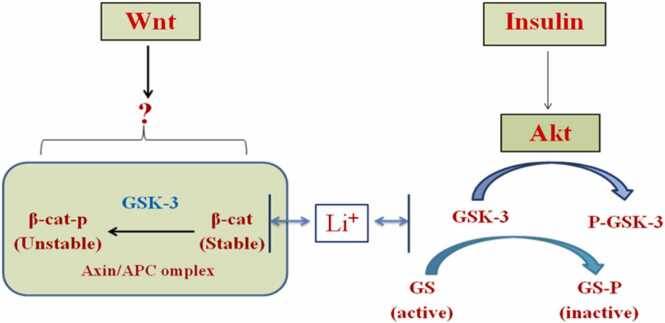 Wnt
?
GSK-3
β-cat-p
(Unstable)
β-cat
(Stable)
Axin/APC omplex
Li+
Insulin
Akt
GSK-3
P-GSK-3
GS
(active)
GS-P
(inactive)